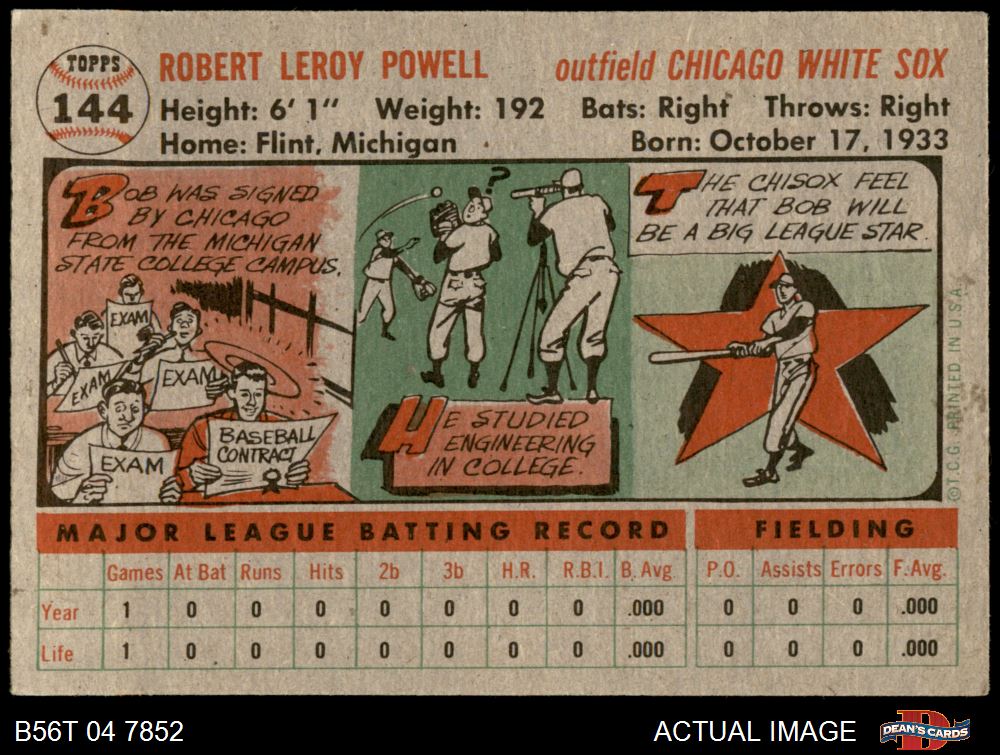 TOPPS
144
ROBERT LEROY POWELL outfield CHICAGO WHITE SOX
Height: 6' 1" Weight: 192 Bats: Right Throws: Right
Home: Flint, Michigan Born: October 17, 1933
BOB WAS SIGNED
BY CHICAGO
FROM THE MICHIGAN
STATE COLLEGE CAMPUS.
EXAM
EXAM
EXAM
EXAM
BASEBALL
CONTRACT
?
HE STUDIED
ENGINEERING
IN COLLEGE.
THE CHISOX FEEL
THAT BOB WILL
BE A BIG LEAGUE STAR.
©T.C.G. PRINTED IN U.S.A.
MAJOR LEAGUE BATTING RECORD FIELDING
Games At Bat Runs Hits 2b 3b H.R. R.B.I. B. Avg P.O. Assists Errors F. Avg.
Year 1 0 0 0 0 0 0 0 .000 0 0 0 .000
Life 1 0 0 0 0 0 0 0 .000 0 0 0 .000
B56T 04 7852 ACTUAL IMAGE D DEAN'S CARDS